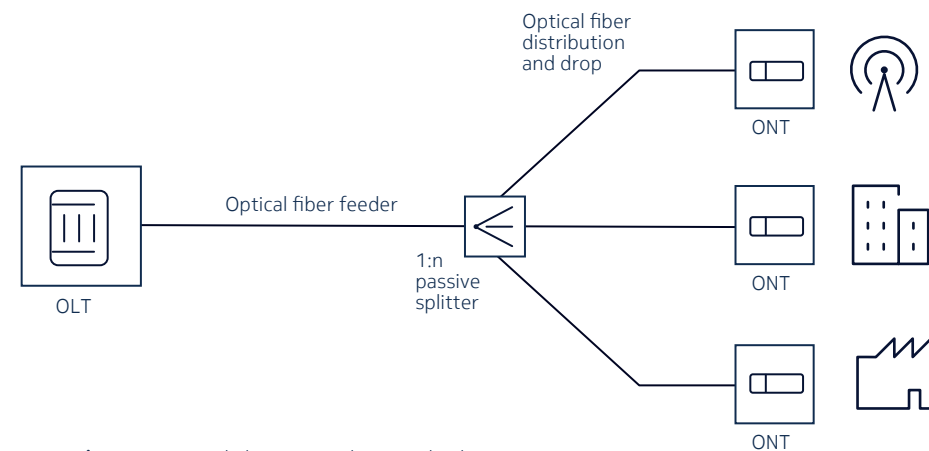 Optical fiber
distribution
and drop
ONT
Optical fiber feeder
OLT
1:n
passive
splitter
ONT
ONT